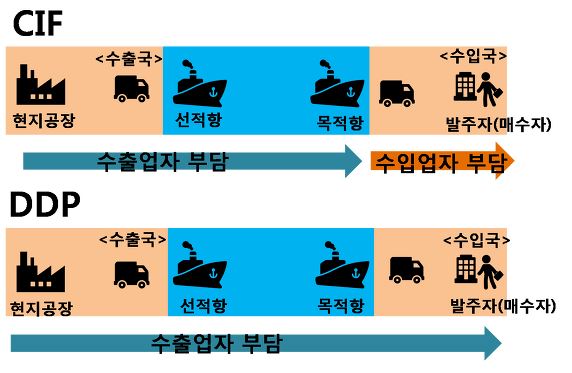 CIF
<수출국>
<수입국>
현지공장
선적항
목적항
발주자(매수자)
수출업자 부담
수입업자 부담
DDP
<수출국>
<수입국>
현지공장
선적항
목적항
발주자(매수자)
수출업자 부담